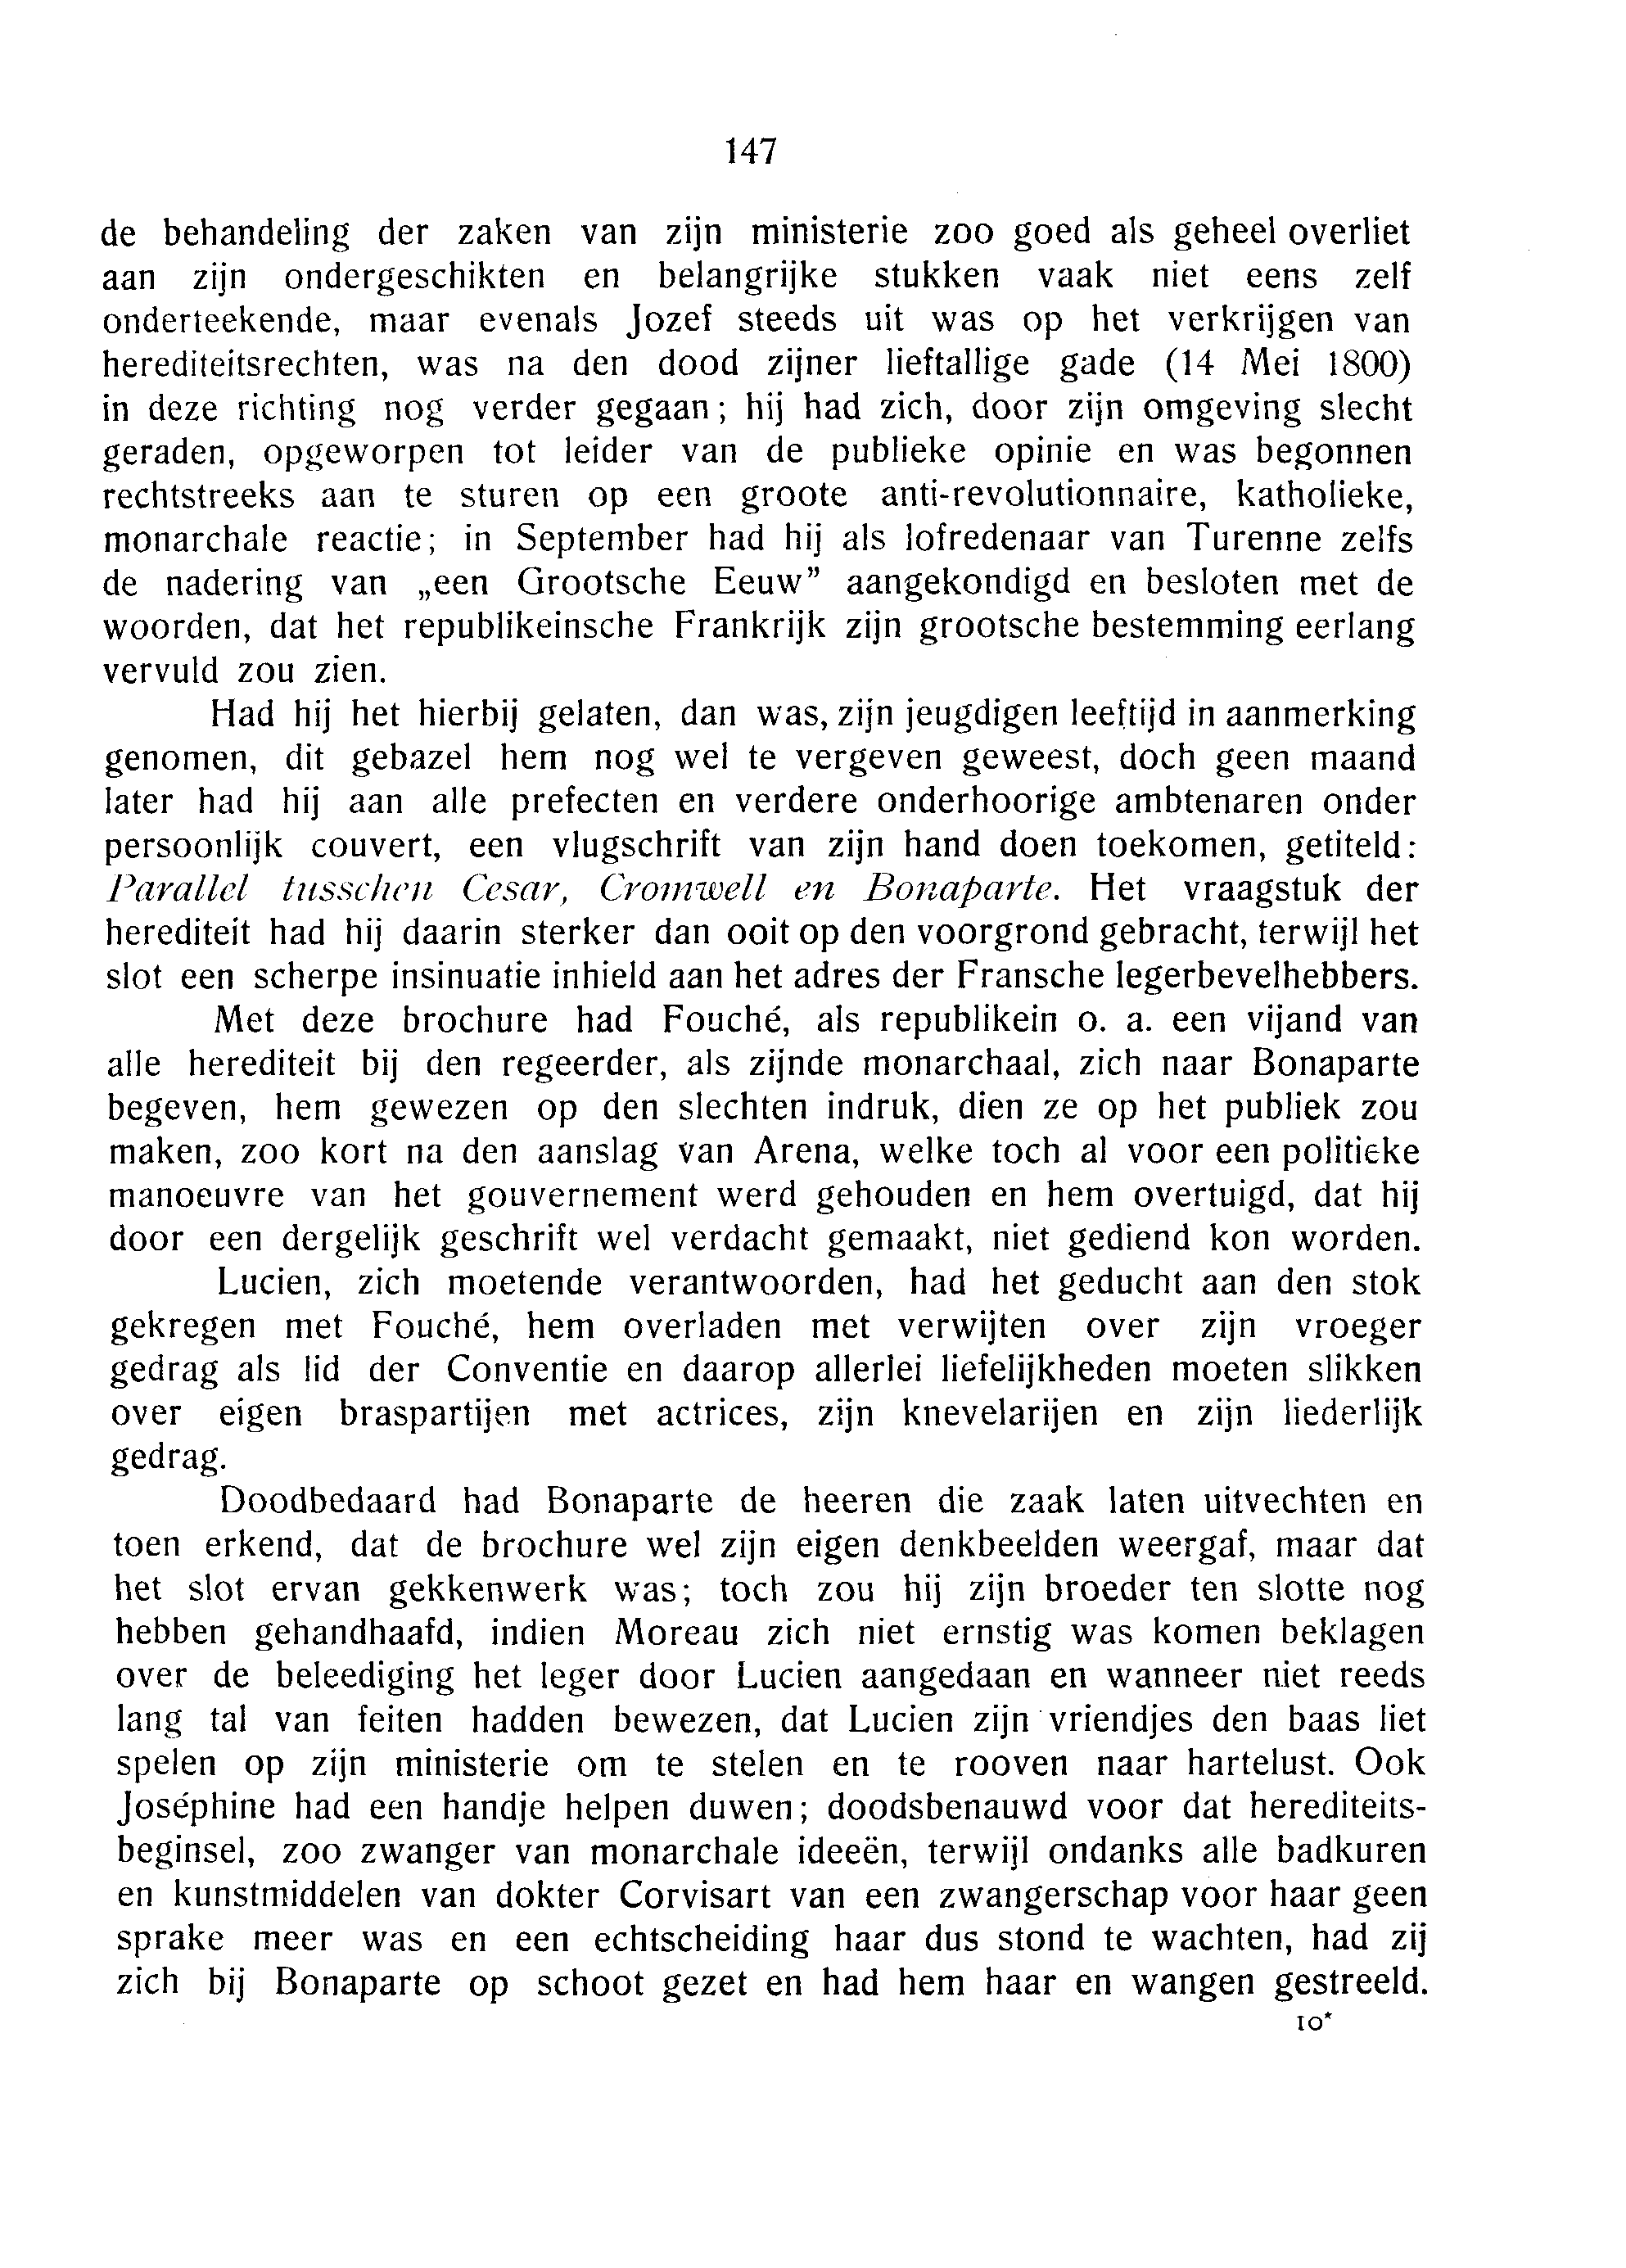 147
de behandeling der zaken van zijn ministerie zoo goed als geheel overliet
aan zijn ondergeschikten en belangrijke stukken vaak niet eens zelf
onderteekende, maar evenals Jozef steeds uit was op het verkrijgen van
herediteitsrechten, was na den dood zijner lieftallige gade (14 Mei 1800)
in deze richting nog verder gegaan; hij had zich, door zijn omgeving slecht
geraden, opgeworpen tot leider van de publieke opinie en was begonnen
rechtstreeks aan te sturen op een groote anti-revolutionnaire, katholieke,
monarchale reactie; in September had hij als lofredenaar van Turenne zelfs
de nadering van „een Grootsche Eeuw” aangekondigd en besloten met de
woorden, dat het republikeinsche Frankrijk zijn grootsche bestemming eerlang
vervuld zou zien.
Had hij het hierbij gelaten, dan was, zijn jeugdigen leeftijd in aanmerking
genomen, dit gebazel hem nog wel te vergeven geweest, doch geen maand
later had hij aan alle prefecten en verdere onderhoorige ambtenaren onder
persoonlijk couvert, een vlugschrift van zijn hand doen toekomen, getiteld:
Parallel tusschen Cesar, Cromwell en Bonaparte. Het vraagstuk der
herediteit had hij daarin sterker dan ooit op den voorgrond gebracht, terwijl het
slot een scherpe insinuatie inhield aan het adres der Fransche legerbevelhebbers.
Met deze brochure had Fouché, als republikein o. a. een vijand van
alle herediteit bij den regeerder, als zijnde monarchaal, zich naar Bonaparte
begeven, hem gewezen op den slechten indruk, dien ze op het publiek zou
maken, zoo kort na den aanslag van Arena, welke toch al voor een politieke
manoeuvre van het gouvernement werd gehouden en hem overtuigd, dat hij
door een dergelijk geschrift wel verdacht gemaakt, niet gediend kon worden.
Lucien, zich moetende verantwoorden, had het geducht aan den stok
gekregen met Fouché, hem overladen met verwijten over zijn vroeger
gedrag als lid der Conventie en daarop allerlei liefelijkheden moeten slikken
over eigen braspartijen met actrices, zijn knevelarijen en zijn liederlijk
gedrag.
Doodbedaard had Bonaparte de heeren die zaak laten uitvechten en
toen erkend, dat de brochure wel zijn eigen denkbeelden weergaf, maar dat
het slot ervan gekkenwerk was; toch zou hij zijn broeder ten slotte nog
hebben gehandhaafd, indien Moreau zich niet ernstig was komen beklagen
over de beleediging het leger door Lucien aangedaan en wanneer niet reeds
lang tal van feiten hadden bewezen, dat Lucien zijn vriendjes den baas liet
spelen op zijn ministerie om te stelen en te rooven naar hartelust. Ook
Joséphine had een handje helpen duwen; doodsbenauwd voor dat herediteits-
beginsel, zoo zwanger van monarchale ideeën, terwijl ondanks alle badkuren
en kunstmiddelen van dokter Corvisart van een zwangerschap voor haar geen
sprake meer was en een echtscheiding haar dus stond te wachten, had zij
zich bij Bonaparte op schoot gezet en had hem haar en wangen gestreeld.
10*